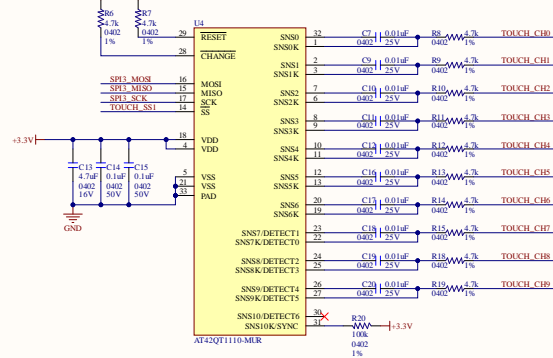 R6
4.7k
0402
1%
R7
4.7k
0402
1%
U4
29 RESET
28 CHANGE
SPI3_MOSI 16 MOSI
SPI3_MISO 15 MISO
SPI3_SCK 17 SCK
TOUCH_SS1 14 SS
+3.3V 18 VDD
4 VDD
C13
4.7uF
0402
16V
C14
0.1uF
0402
50V
C15
0.1uF
0402
50V
GND
5 VSS
21 VSS
33 PAD
SNS0 32 C7 0.01uF R8 4.7k TOUCH_CH0
SNS0K 1 0402 25V 0402 1%
SNS1 2 C9 0.01uF R9 4.7k TOUCH_CH1
SNS1K 3 0402 25V 0402 1%
SNS2 7 C10 0.01uF R10 4.7k TOUCH_CH2
SNS2K 6 0402 25V 0402 1%
SNS3 8 C11 0.01uF R11 4.7k TOUCH_CH3
SNS3K 9 0402 25V 0402 1%
SNS4 10 C12 0.01uF R12 4.7k TOUCH_CH4
SNS4K 11 0402 25V 0402 1%
SNS5 12 C16 0.01uF R13 4.7k TOUCH_CH5
SNS5K 13 0402 25V 0402 1%
SNS6 20 C17 0.01uF R14 4.7k TOUCH_CH6
SNS6K 19 0402 25V 0402 1%
SNS7/DETECT1 23 C18 0.01uF R15 4.7k TOUCH_CH7
SNS7K/DETECT0 22 0402 25V 0402 1%
SNS8/DETECT2 24 C19 0.01uF R18 4.7k TOUCH_CH8
SNS8K/DETECT3 25 0402 25V 0402 1%
SNS9/DETECT4 26 C20 0.01uF R19 4.7k TOUCH_CH9
SNS9K/DETECT5 27 0402 25V 0402 1%
SNS10/DETECT6 30
SNS10K/SYNC 31
R20
+3.3V
100k
0402
1%
AT42QT1110-MUR